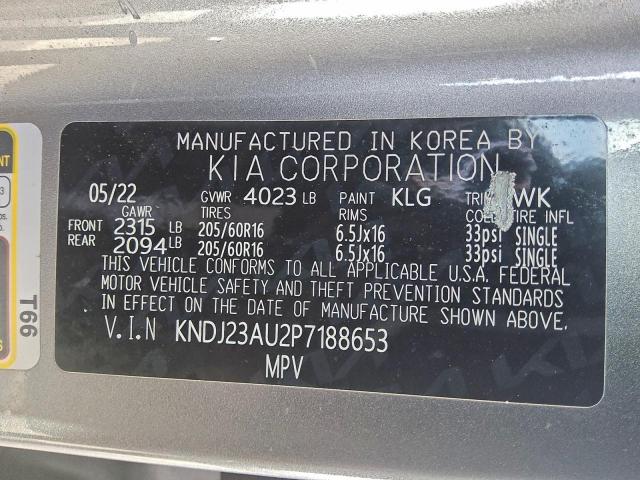 MANUFACTURED IN KOREA BY
KIA CORPORATION
05/22 GVWR 4023 LB PAINT KLG WK
GAWR TIRES RIMS COLD TIRE INFL
FRONT 2315 LB 205/60R16 6.5Jx16 33psi SINGLE
REAR 2094 LB 205/60R16 6.5Jx16 33psi SINGLE
THIS VEHICLE CONFORMS TO ALL APPLICABLE U.S.A. FEDERAL
MOTOR VEHICLE SAFETY AND THEFT PREVENTION STANDARDS
IN EFFECT ON THE DATE OF MANUFACTURE SHOWN ABOVE.
V.I.N KNDJ23AU2P7188653
MPV
T66